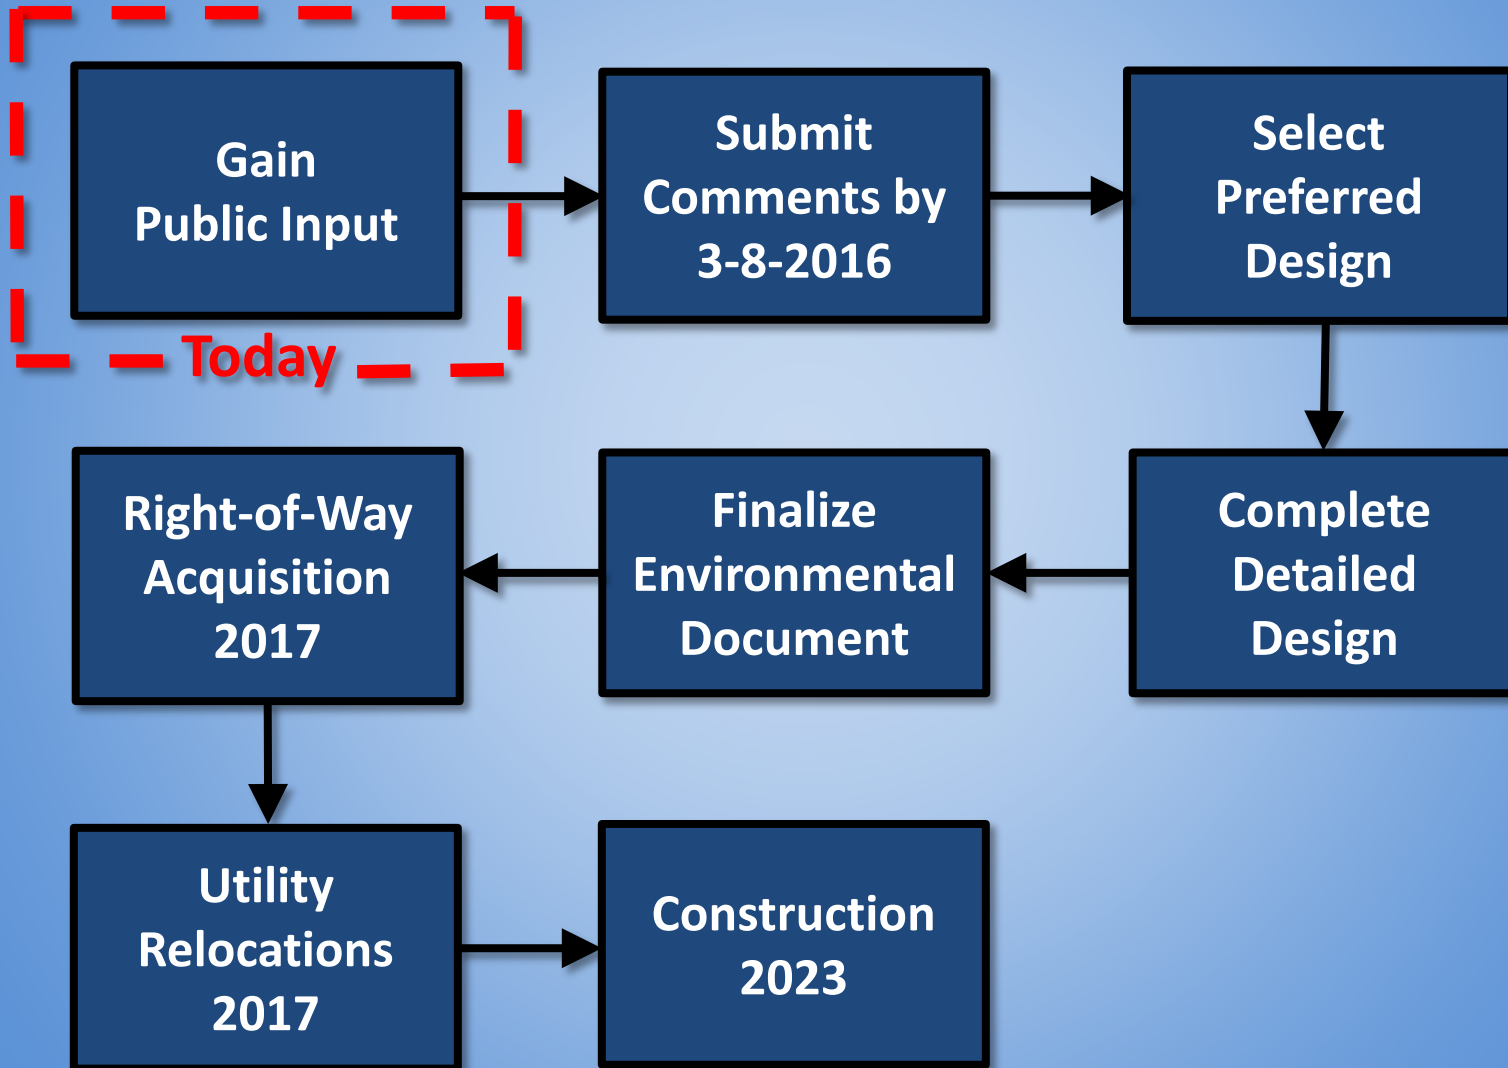 Gain
Public Input
Today
Submit
Comments by
3-8-2016
Select
Preferred
Design
Complete
Detailed
Design
Finalize
Environmental
Document
Right-of-Way
Acquisition
2017
Utility
Relocations
2017
Construction
2023